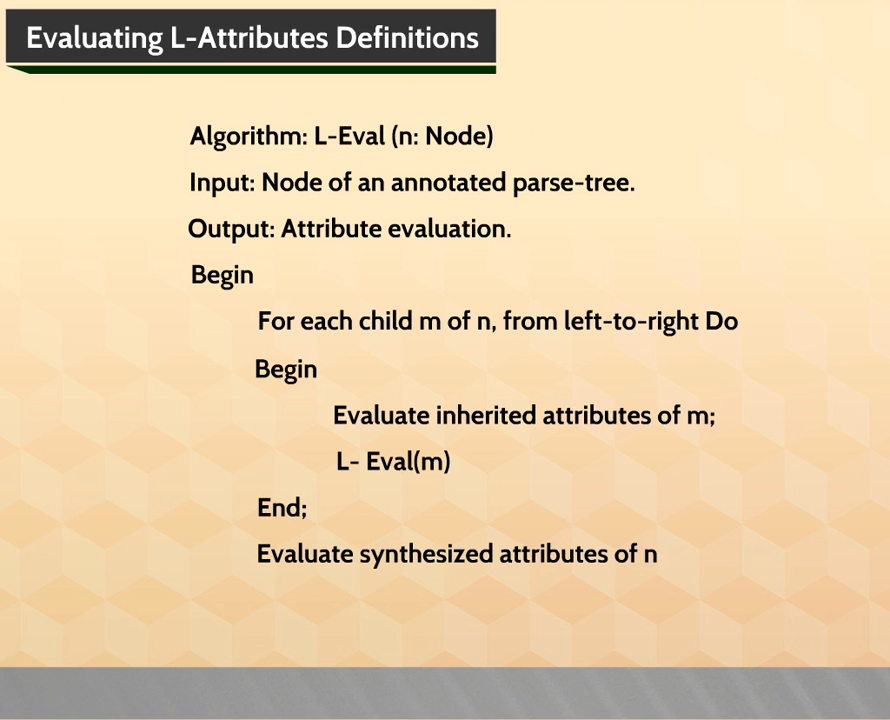 Evaluating L-Attributes Definitions
Algorithm: L-Eval (n: Node)
Input: Node of an annotated parse-tree.
Output: Attribute evaluation.
Begin
For each child m of n, from left-to-right Do
Begin
Evaluate inherited attributes of m;
L- Eval(m)
End;
Evaluate synthesized attributes of n